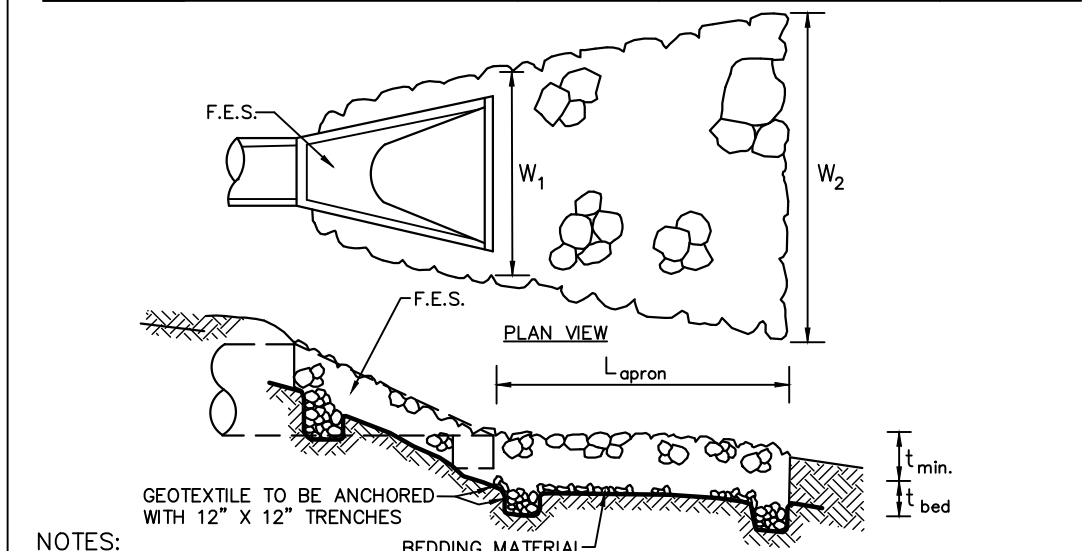 F.E.S.
W1
W2
F.E.S.
PLAN VIEW
Lapron
tmin.
tbed
GEOTEXTILE TO BE ANCHORED
WITH 12" X 12" TRENCHES
NOTES:
BEDDING MATERIAL